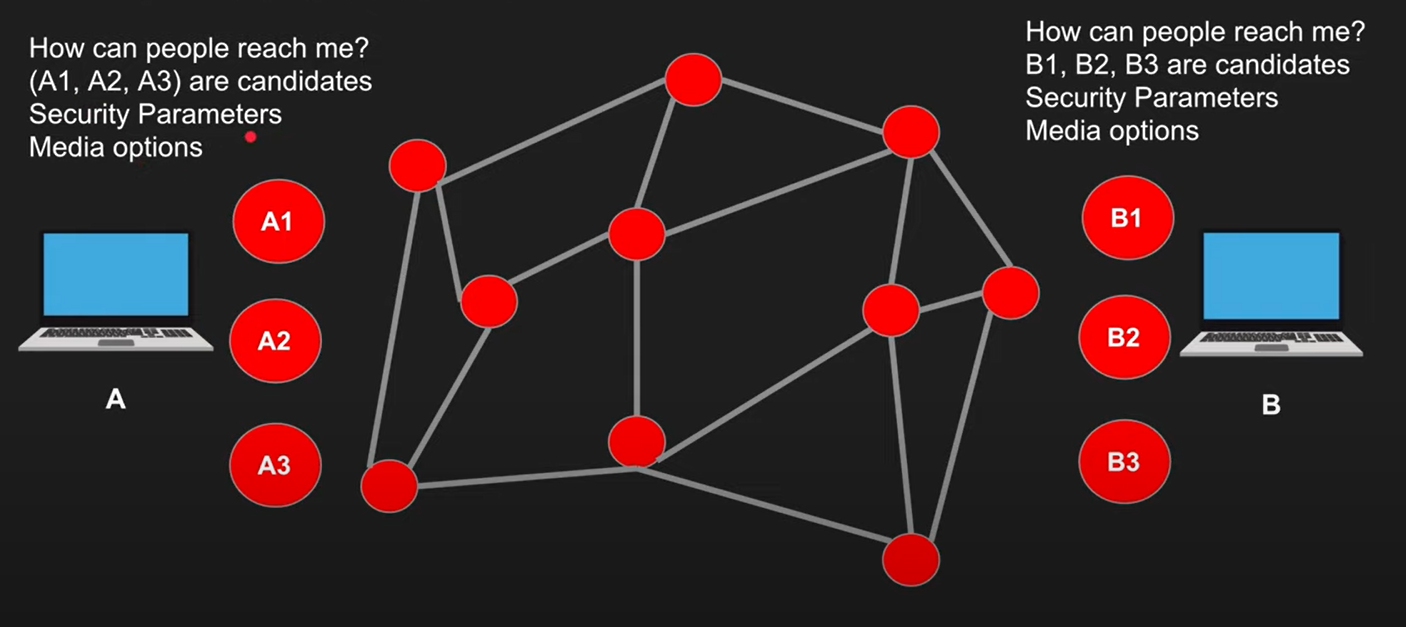 How can people reach me?
(A1, A2, A3) are candidates
Security Parameters
Media options
A1
A2
A3
A
How can people reach me?
B1, B2, B3 are candidates
Security Parameters
Media options
B1
B2
B3
B